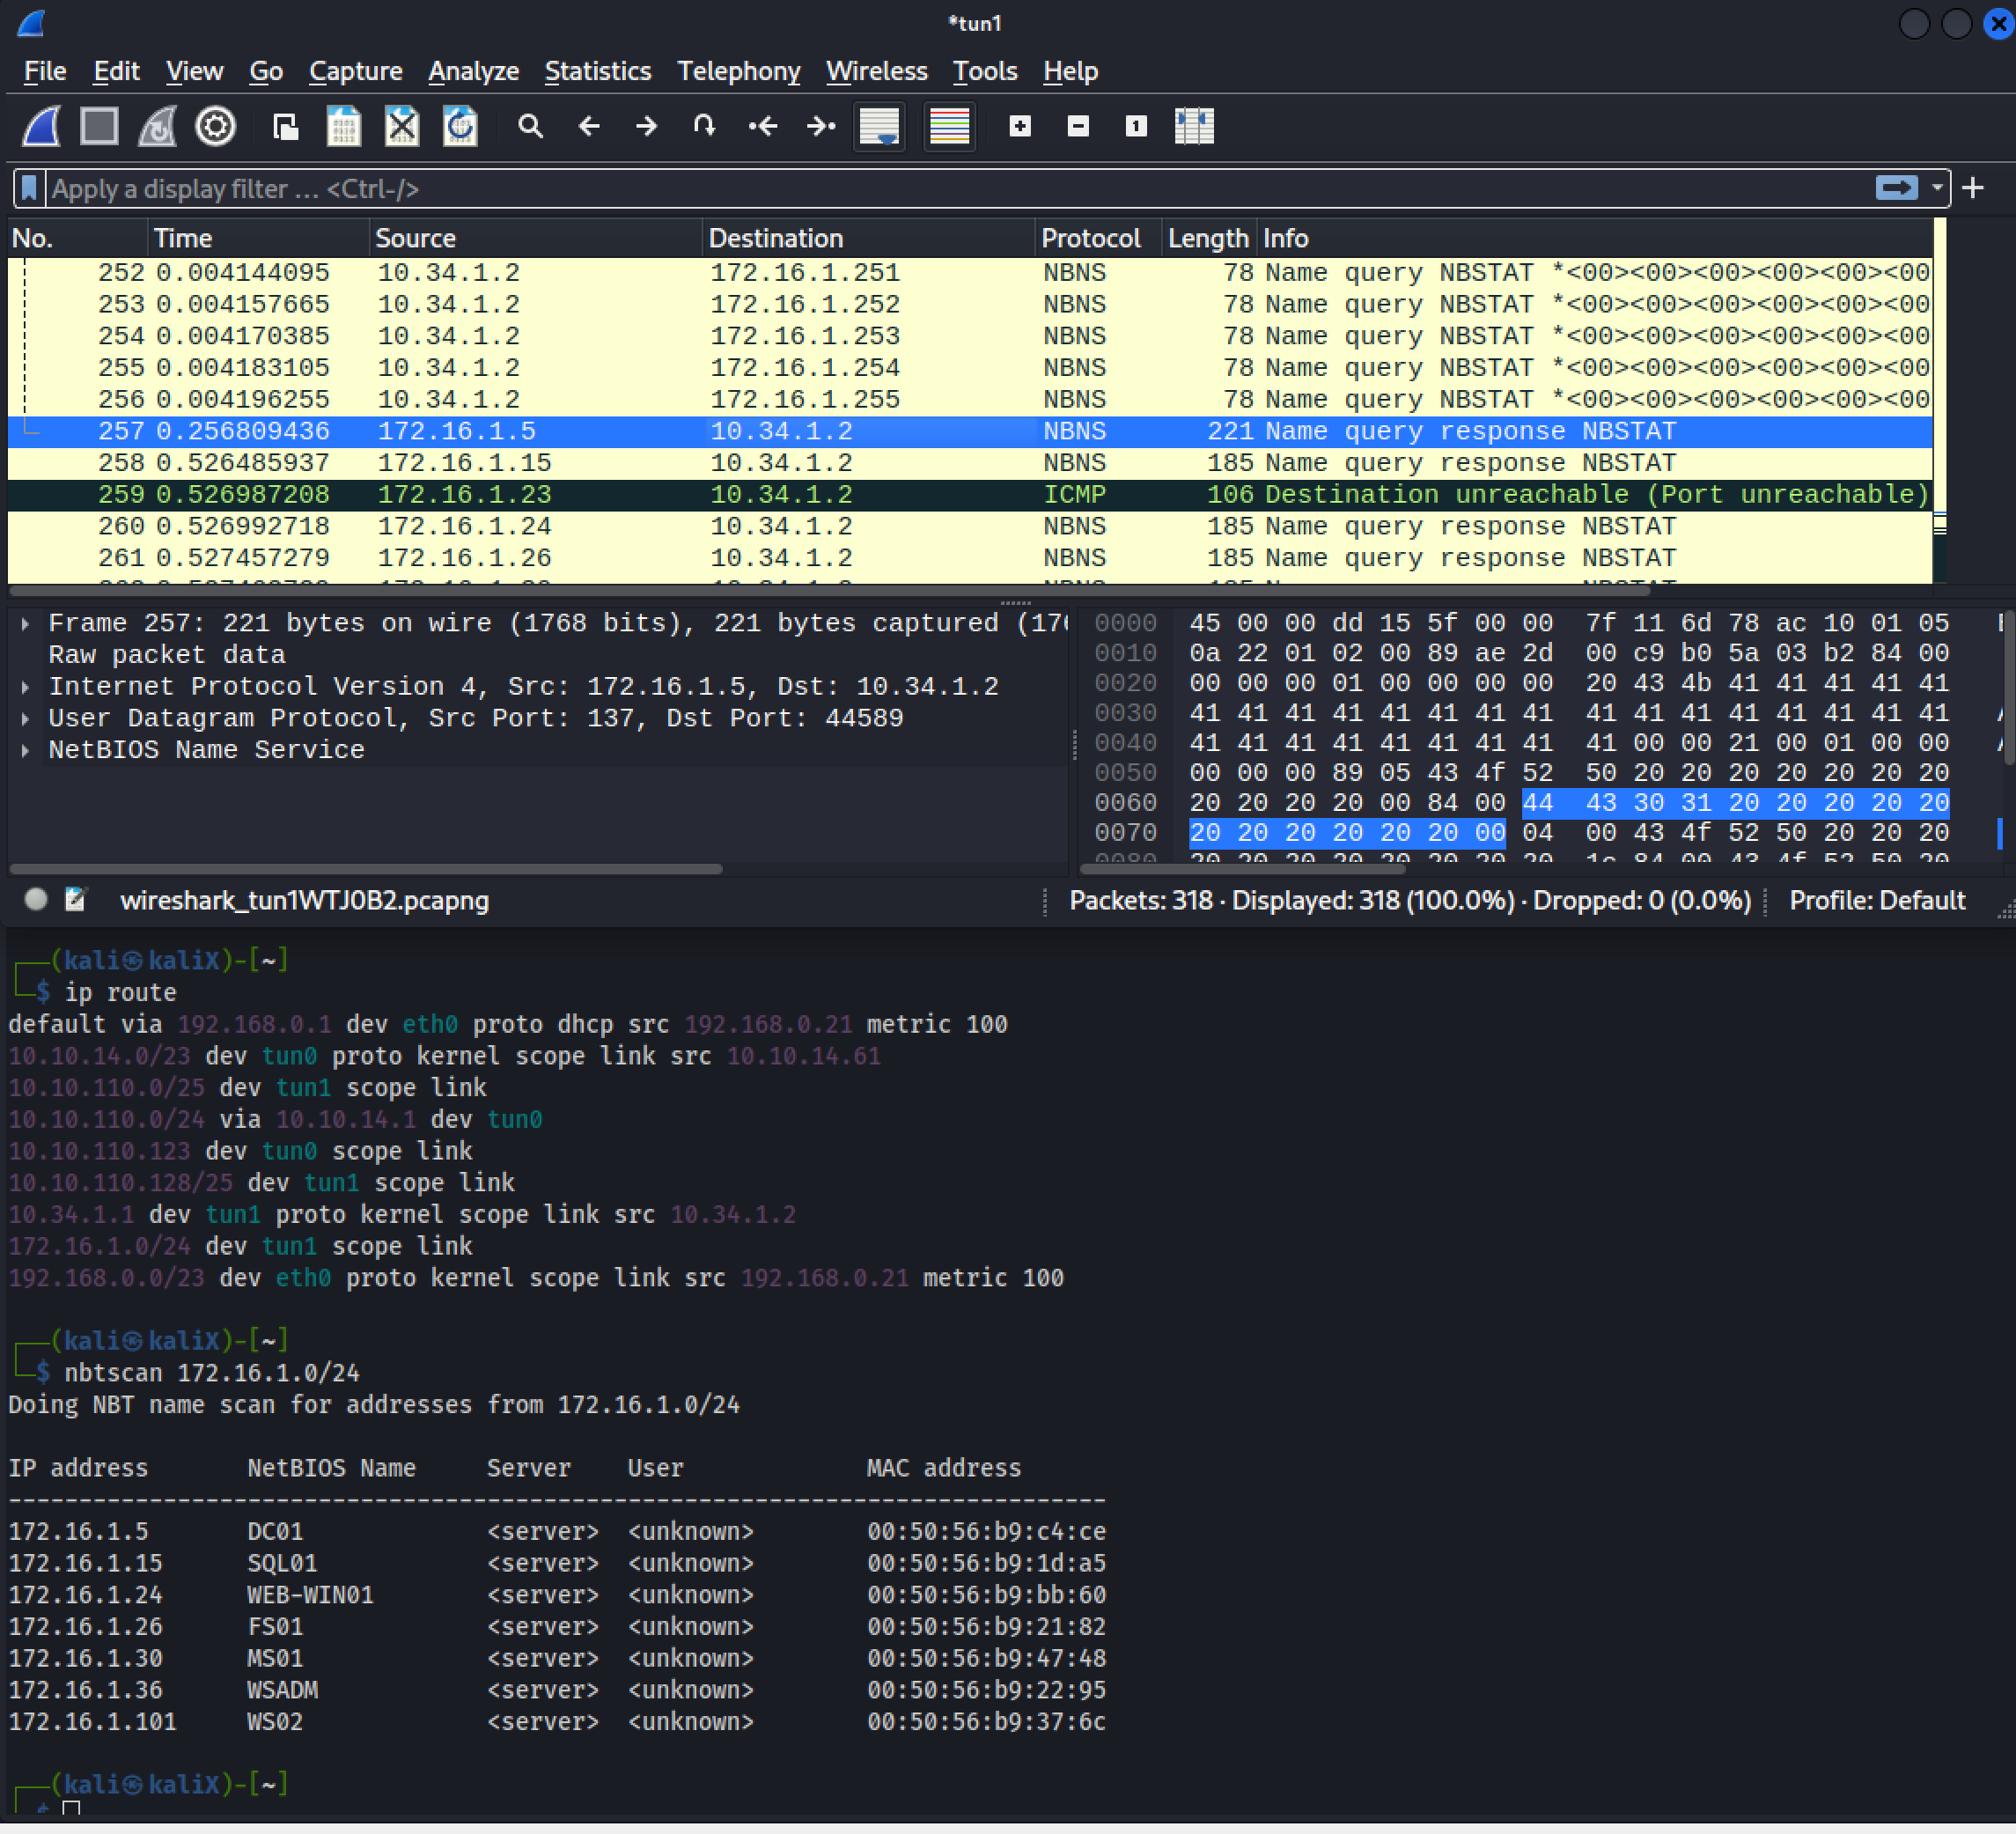 *tun1
File Edit View Go Capture Analyze Statistics Telephony Wireless Tools Help
Apply a display filter … <Ctrl-/>
No. Time Source Destination Protocol Length Info
252 0.004144095 10.34.1.2 172.16.1.251 NBNS 78 Name query NBSTAT *<00><00><00><00><00><00
253 0.004157665 10.34.1.2 172.16.1.252 NBNS 78 Name query NBSTAT *<00><00><00><00><00><00
254 0.004170385 10.34.1.2 172.16.1.253 NBNS 78 Name query NBSTAT *<00><00><00><00><00><00
255 0.004183105 10.34.1.2 172.16.1.254 NBNS 78 Name query NBSTAT *<00><00><00><00><00><00
256 0.004196255 10.34.1.2 172.16.1.255 NBNS 78 Name query NBSTAT *<00><00><00><00><00><00
257 0.256809436 172.16.1.5 10.34.1.2 NBNS 221 Name query response NBSTAT
258 0.526485937 172.16.1.15 10.34.1.2 NBNS 185 Name query response NBSTAT
259 0.526987208 172.16.1.23 10.34.1.2 ICMP 106 Destination unreachable (Port unreachable)
260 0.526992718 172.16.1.24 10.34.1.2 NBNS 185 Name query response NBSTAT
261 0.527457279 172.16.1.26 10.34.1.2 NBNS 185 Name query response NBSTAT
Frame 257: 221 bytes on wire (1768 bits), 221 bytes captured (176
Raw packet data
Internet Protocol Version 4, Src: 172.16.1.5, Dst: 10.34.1.2
User Datagram Protocol, Src Port: 137, Dst Port: 44589
NetBIOS Name Service
0000 45 00 00 dd 15 5f 00 00 7f 11 6d 78 ac 10 01 05
0010 0a 22 01 02 00 89 ae 2d 00 c9 b0 5a 03 b2 84 00
0020 00 00 00 01 00 00 00 00 20 43 4b 41 41 41 41 41
0030 41 41 41 41 41 41 41 41 41 41 41 41 41 41 41 41
0040 41 41 41 41 41 41 41 41 41 00 00 21 00 01 00 00
0050 00 00 00 89 05 43 4f 52 50 20 20 20 20 20 20 20
0060 20 20 20 20 00 84 00 44 43 30 31 20 20 20 20 20
0070 20 20 20 20 20 20 00 04 00 43 4f 52 50 20 20 20
0080 20 20 20 20 20 20 20 20 1c 84 00 43 4f 52 50 20
wireshark_tun1WTJ0B2.pcapng Packets: 318 · Displayed: 318 (100.0%) · Dropped: 0 (0.0%) Profile: Default
(kali㉿kaliX)-[~]
$ ip route
default via 192.168.0.1 dev eth0 proto dhcp src 192.168.0.21 metric 100
10.10.14.0/23 dev tun0 proto kernel scope link src 10.10.14.61
10.10.110.0/25 dev tun1 scope link
10.10.110.0/24 via 10.10.14.1 dev tun0
10.10.110.123 dev tun0 scope link
10.10.110.128/25 dev tun1 scope link
10.34.1.1 dev tun1 proto kernel scope link src 10.34.1.2
172.16.1.0/24 dev tun1 scope link
192.168.0.0/23 dev eth0 proto kernel scope link src 192.168.0.21 metric 100
(kali㉿kaliX)-[~]
$ nbtscan 172.16.1.0/24
Doing NBT name scan for addresses from 172.16.1.0/24
IP address NetBIOS Name Server User MAC address
------------------------------------------------------------------------------
172.16.1.5 DC01 <server> <unknown> 00:50:56:b9:c4:ce
172.16.1.15 SQL01 <server> <unknown> 00:50:56:b9:1d:a5
172.16.1.24 WEB-WIN01 <server> <unknown> 00:50:56:b9:bb:60
172.16.1.26 FS01 <server> <unknown> 00:50:56:b9:21:82
172.16.1.30 MS01 <server> <unknown> 00:50:56:b9:47:48
172.16.1.36 WSADM <server> <unknown> 00:50:56:b9:22:95
172.16.1.101 WS02 <server> <unknown> 00:50:56:b9:37:6c
(kali㉿kaliX)-[~]
$